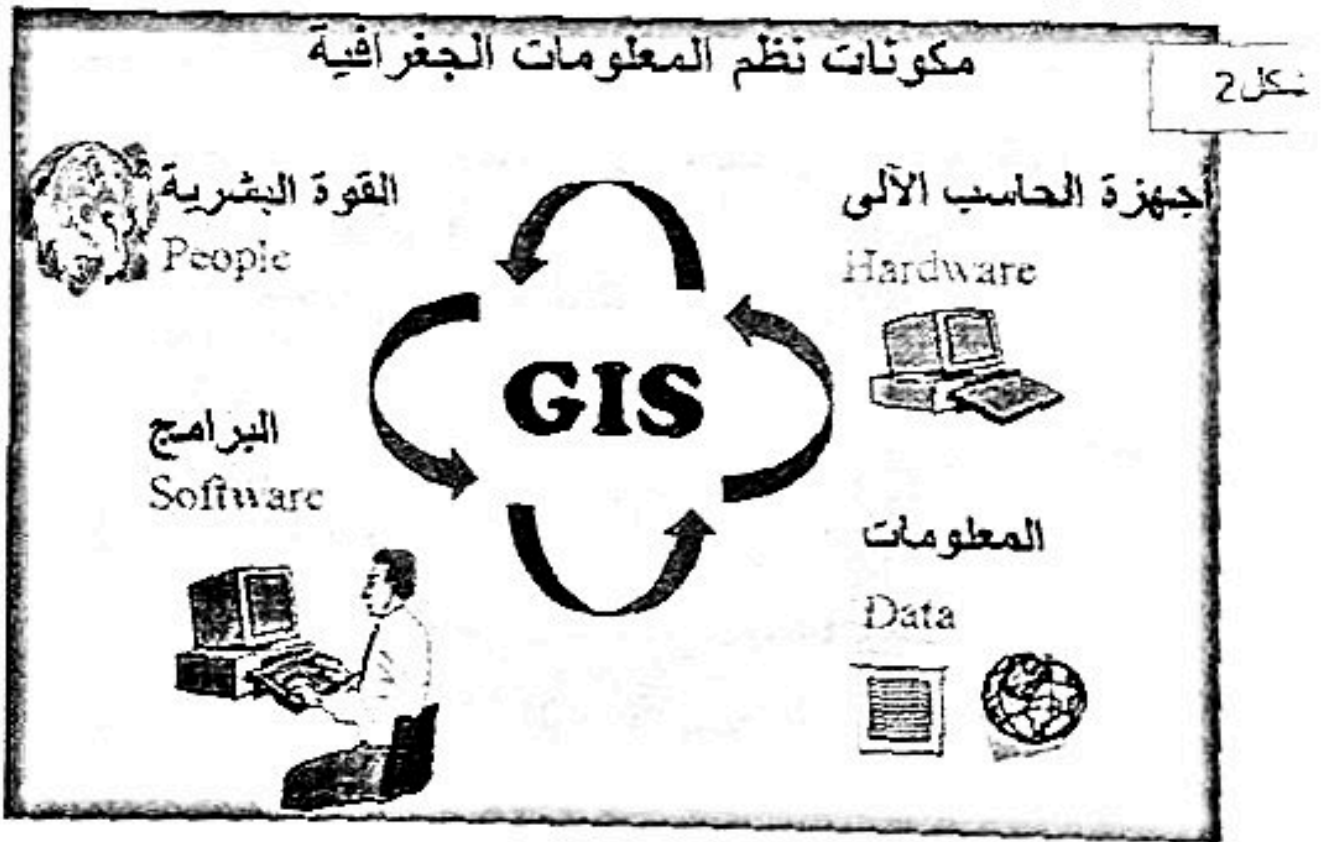 مكونات نظم المعلومات الجغرافية
شكل2
أجهزة الحاسب الآلى
Hardware
القوة البشرية
People
GIS
البرامج
Software
المعلومات
Data